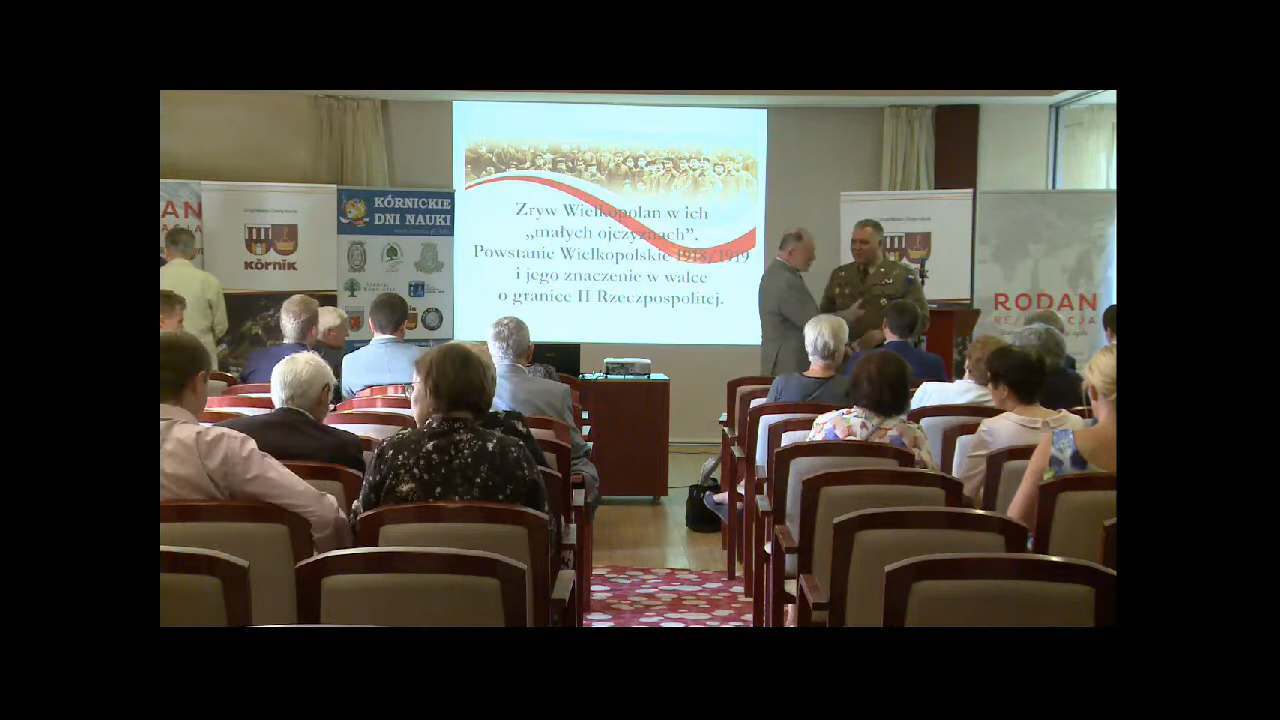 KÓRNICKIE
DNI NAUKI
AN
KÓRNIK
Zryw Wielkopolan w ich
„małych ojczyznach”,
Powstanie Wielkopolskie 1918/1919
i jego znaczenie w walce
o granice II Rzeczpospolitej.
RODAN